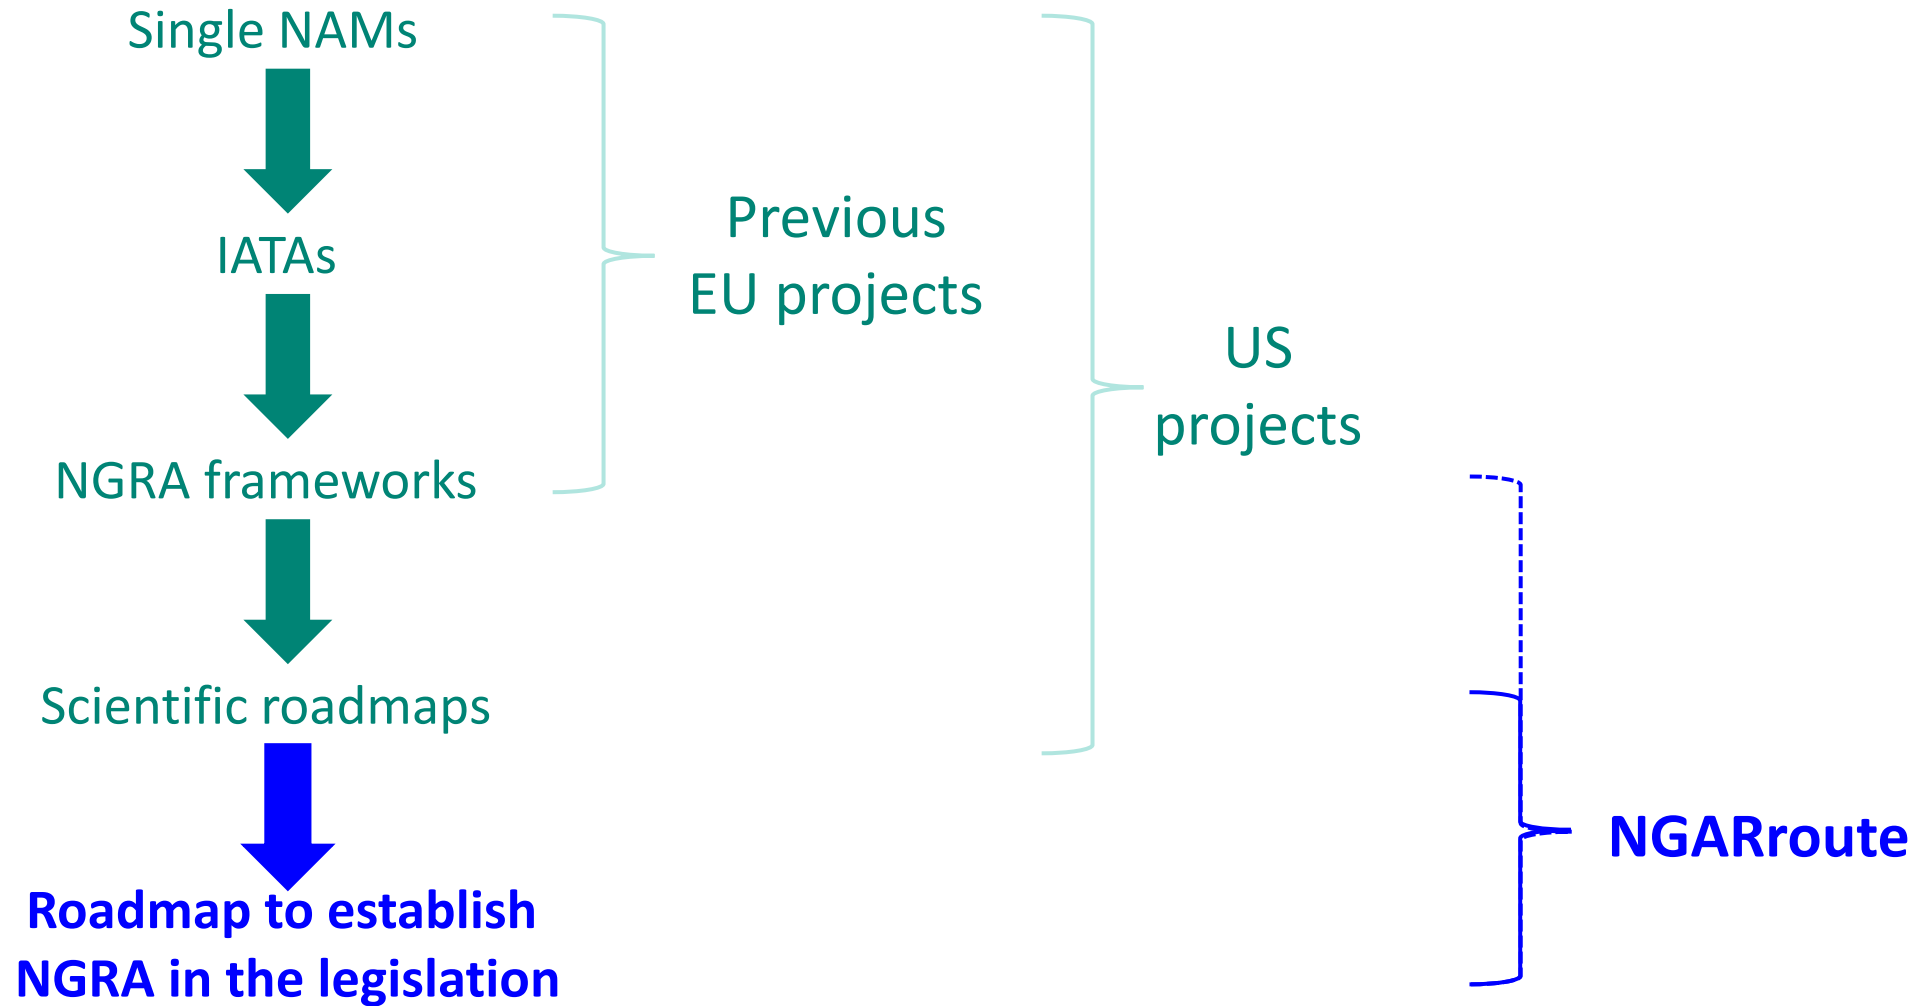 Single NAMs
IATAs
NGRA frameworks
Scientific roadmaps
Roadmap to establish
NGRA in the legislation
Previous
EU projects
US
projects
NGARroute